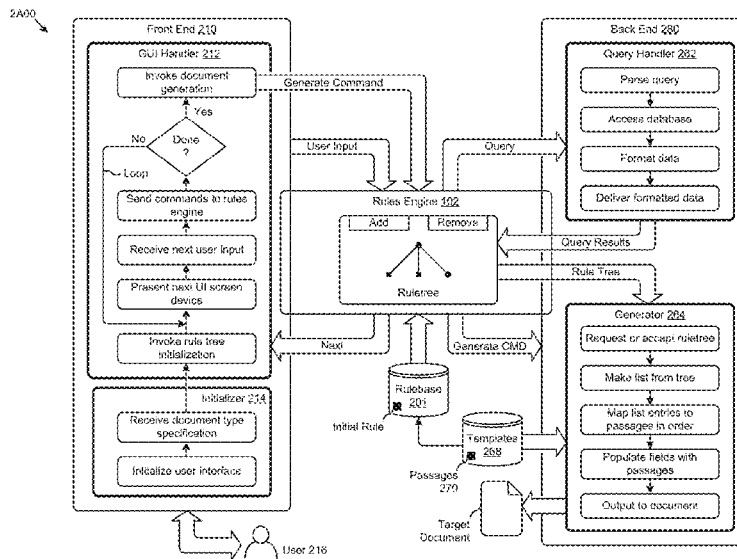 2A00
Front End 210
GUI Handler 212
Invoke document
generation
Yes
No
Done
?
Loop
Send commands to rules
engine
Receive next user input
Present next UI screen
device
Invoke rule tree
initialization
Initializer 214
Receive document type
specification
Initialize user interface
User 216
Generate Command
User Input
Query
Rules Engine 102
Add
Remove
Ruletree
Query Results
Rule Tree
Next
Generate CMD
Rulebase
201
Initial Rule
Templates
268
Passages
270
Target
Document
Back End 260
Query Handler 262
Parse query
Access database
Format data
Deliver formatted data
Generator 264
Request or accept ruletree
Make list from tree
Map list entries to
passages in order
Populate fields with
passages
Output to document